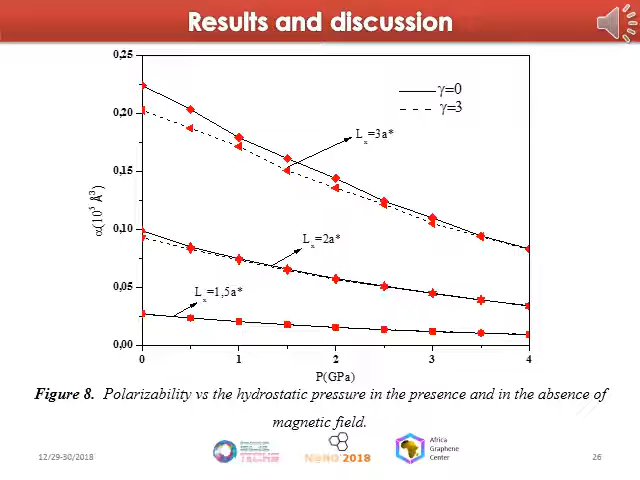 Results and discussion
0,25
0,20
0,15
0,10
0,05
0,00
α(10⁵ Å³)
γ=0
γ=3
Lₓ=3a*
Lₓ=2a*
Lₓ=1,5a*
0 1 2 3 4
P(GPa)
Figure 8. Polarizability vs the hydrostatic pressure in the presence and in the absence of
magnetic field.
12/29-30/2018
2018
Africa
Graphene
Center
26